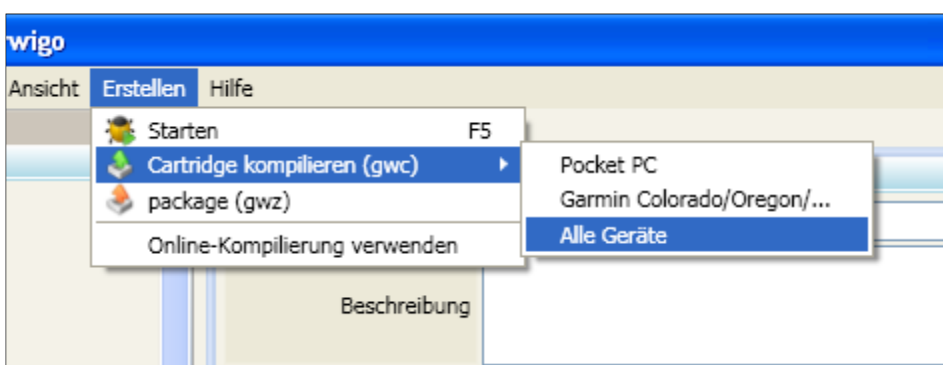 wigo
Ansicht Erstellen Hilfe
Starten F5
Cartridge kompilieren (gwc)
package (gwz)
Online-Kompilierung verwenden
Pocket PC
Garmin Colorado/Oregon/...
Alle Geräte
Beschreibung